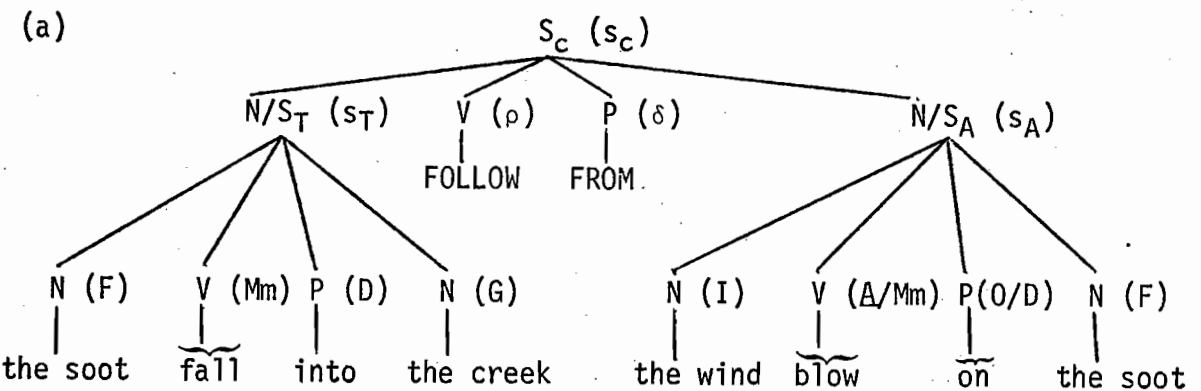 (a)
S_c (s_c)
N/S_T (s_T) V (ρ) P (δ) N/S_A (s_A)
FOLLOW FROM
N (F) V (Mm) P (D) N (G) N (I) V (A/Mm) P(O/D) N (F)
the soot fall into the creek the wind blow on the soot